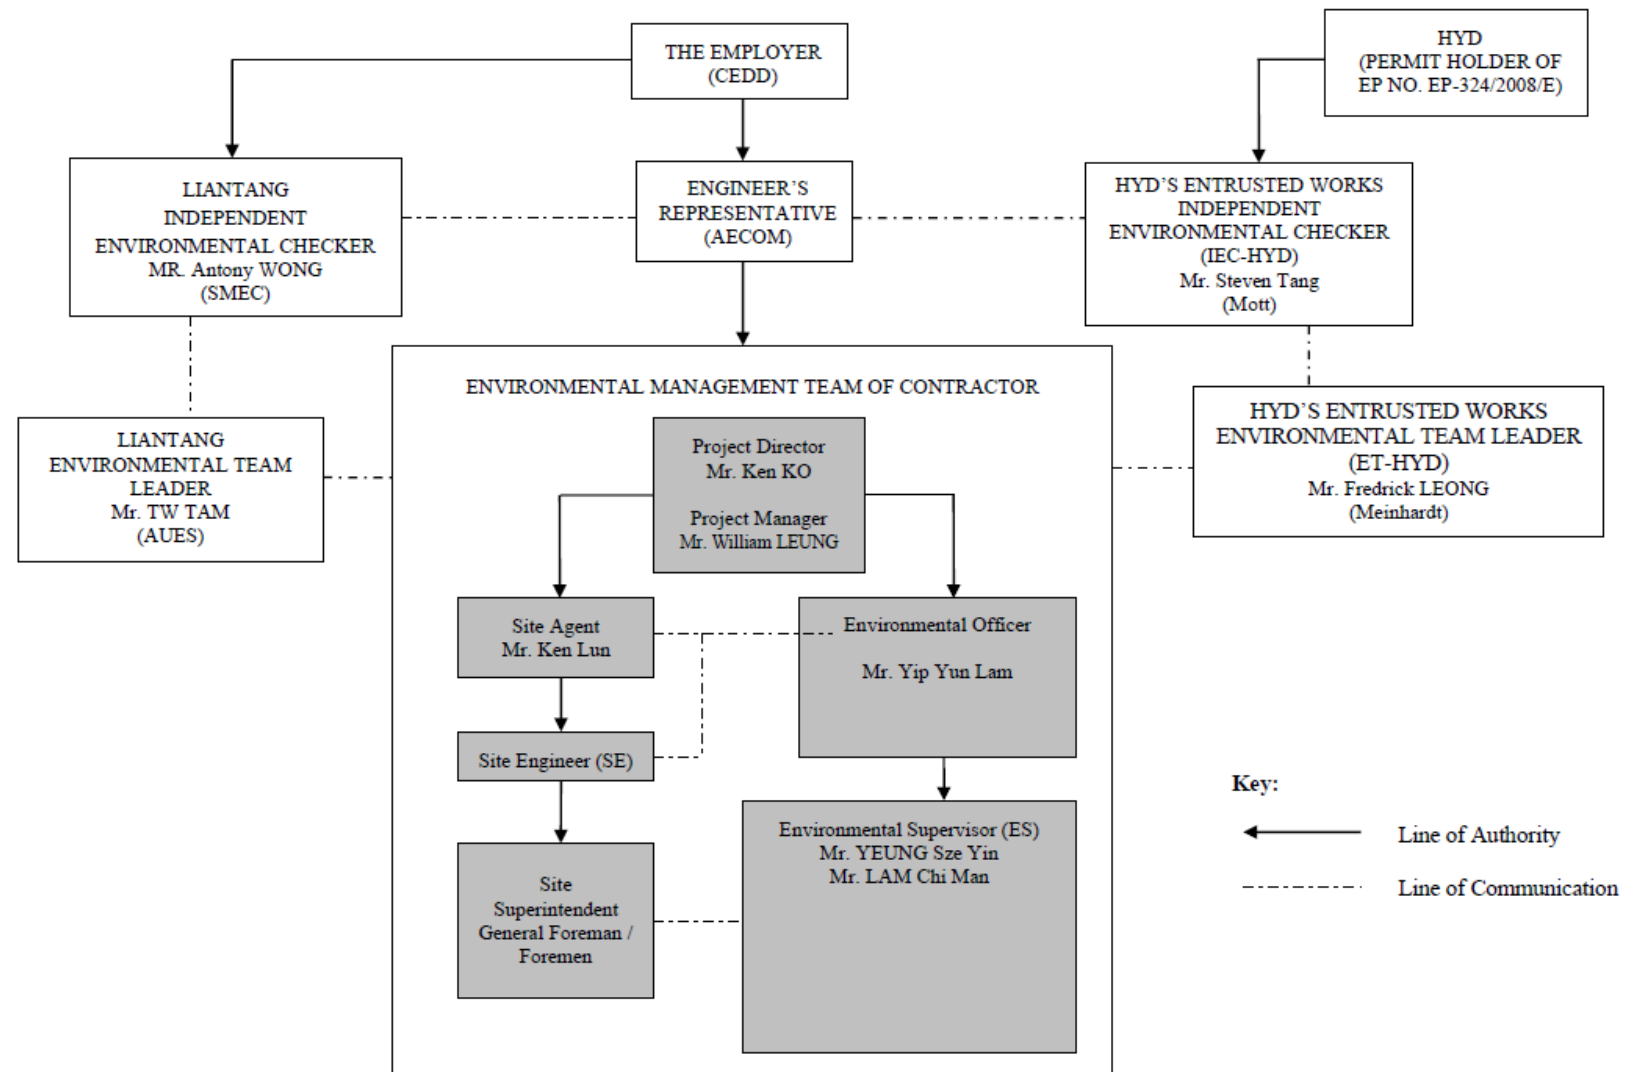 THE EMPLOYER
(CEDD)
HYD
(PERMIT HOLDER OF
EP NO. EP-324/2008/E)
LIANTANG
INDEPENDENT
ENVIRONMENTAL CHECKER
MR. Antony WONG
(SMEC)
ENGINEER'S
REPRESENTATIVE
(AECOM)
HYD'S ENTRUSTED WORKS
INDEPENDENT
ENVIRONMENTAL CHECKER
(IEC-HYD)
Mr. Steven Tang
(Mott)
ENVIRONMENTAL MANAGEMENT TEAM OF CONTRACTOR
LIANTANG
ENVIRONMENTAL TEAM
LEADER
Mr. TW TAM
(AUES)
Project Director
Mr. Ken KO
Project Manager
Mr. William LEUNG
HYD'S ENTRUSTED WORKS
ENVIRONMENTAL TEAM LEADER
(ET-HYD)
Mr. Fredrick LEONG
(Meinhardt)
Site Agent
Mr. Ken Lun
Environmental Officer
Mr. Yip Yun Lam
Site Engineer (SE)
Environmental Supervisor (ES)
Mr. YEUNG Sze Yin
Mr. LAM Chi Man
Site
Superintendent
General Foreman /
Foremen
Key:
Line of Authority
Line of Communication